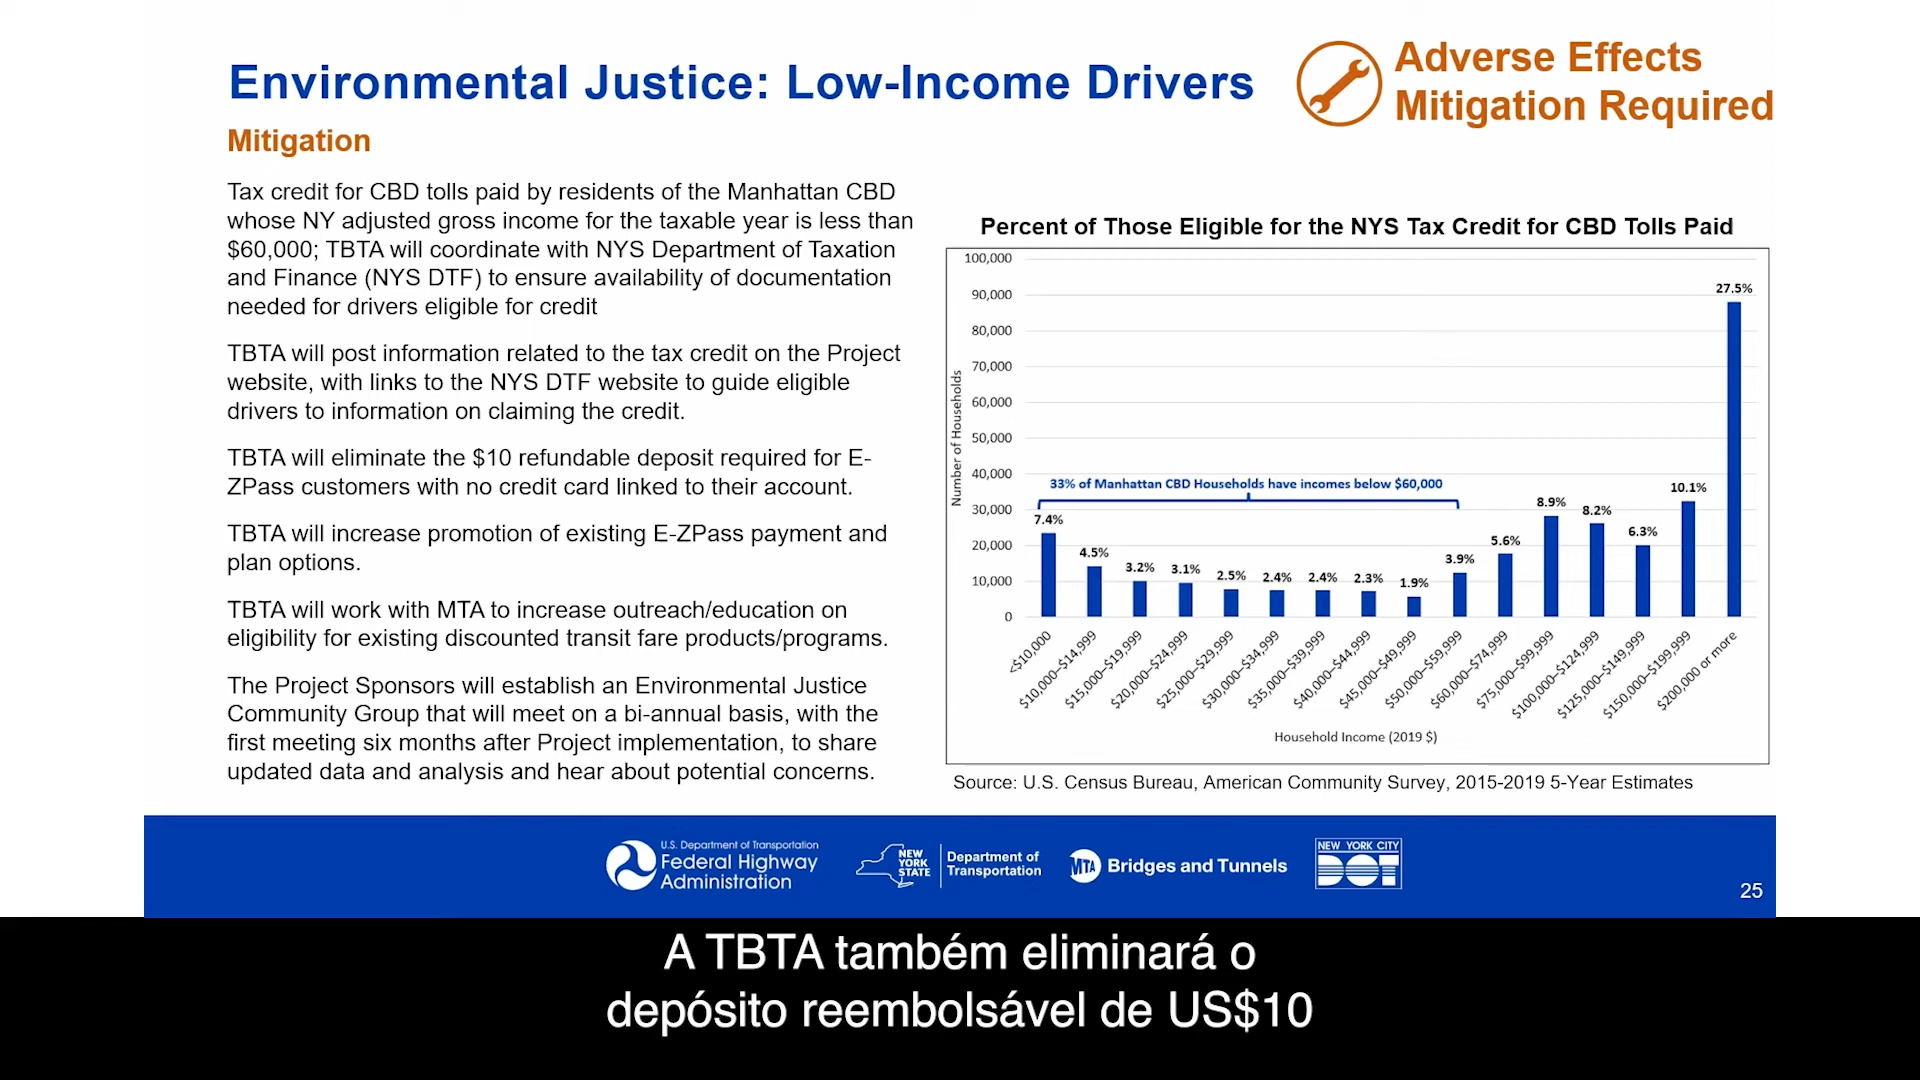 Environmental Justice: Low-Income Drivers
Adverse Effects
Mitigation Required
Mitigation
Tax credit for CBD tolls paid by residents of the Manhattan CBD
whose NY adjusted gross income for the taxable year is less than
$60,000; TBTA will coordinate with NYS Department of Taxation
and Finance (NYS DTF) to ensure availability of documentation
needed for drivers eligible for credit
TBTA will post information related to the tax credit on the Project
website, with links to the NYS DTF website to guide eligible
drivers to information on claiming the credit.
TBTA will eliminate the $10 refundable deposit required for E-
ZPass customers with no credit card linked to their account.
TBTA will increase promotion of existing E-ZPass payment and
plan options.
TBTA will work with MTA to increase outreach/education on
eligibility for existing discounted transit fare products/programs.
The Project Sponsors will establish an Environmental Justice
Community Group that will meet on a bi-annual basis, with the
first meeting six months after Project implementation, to share
updated data and analysis and hear about potential concerns.
Percent of Those Eligible for the NYS Tax Credit for CBD Tolls Paid
Number of Households
100,000
90,000
80,000
70,000
60,000
50,000
40,000
30,000
20,000
10,000
0
33% of Manhattan CBD Households have incomes below $60,000
7.4%
4.5%
3.2%
3.1%
2.5%
2.4%
2.4%
2.3%
1.9%
3.9%
5.6%
8.9%
8.2%
6.3%
10.1%
27.5%
<$10,000
$10,000–$14,999
$15,000–$19,999
$20,000–$24,999
$25,000–$29,999
$30,000–$34,999
$35,000–$39,999
$40,000–$44,999
$45,000–$49,999
$50,000–$59,999
$60,000–$74,999
$75,000–$99,999
$100,000–$124,999
$125,000–$149,999
$150,000–$199,999
$200,000 or more
Household Income (2019 $)
Source: U.S. Census Bureau, American Community Survey, 2015-2019 5-Year Estimates
U.S. Department of Transportation
Federal Highway
Administration
NEW
YORK
STATE
Department of
Transportation
MTA
Bridges and Tunnels
NEW YORK CITY
DOT
25
A TBTA também eliminará o
depósito reembolsável de US$10